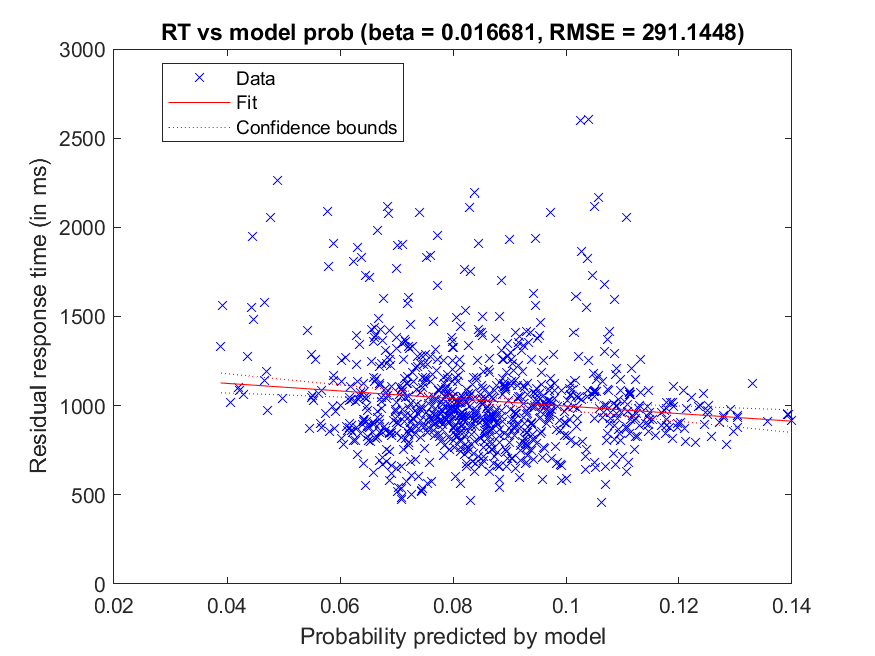 RT vs model prob (beta = 0.016681, RMSE = 291.1448)
3000
2500
2000
1500
1000
500
0
Residual response time (in ms)
Data
Fit
Confidence bounds
0.02
0.04
0.06
0.08
0.1
0.12
0.14
Probability predicted by model